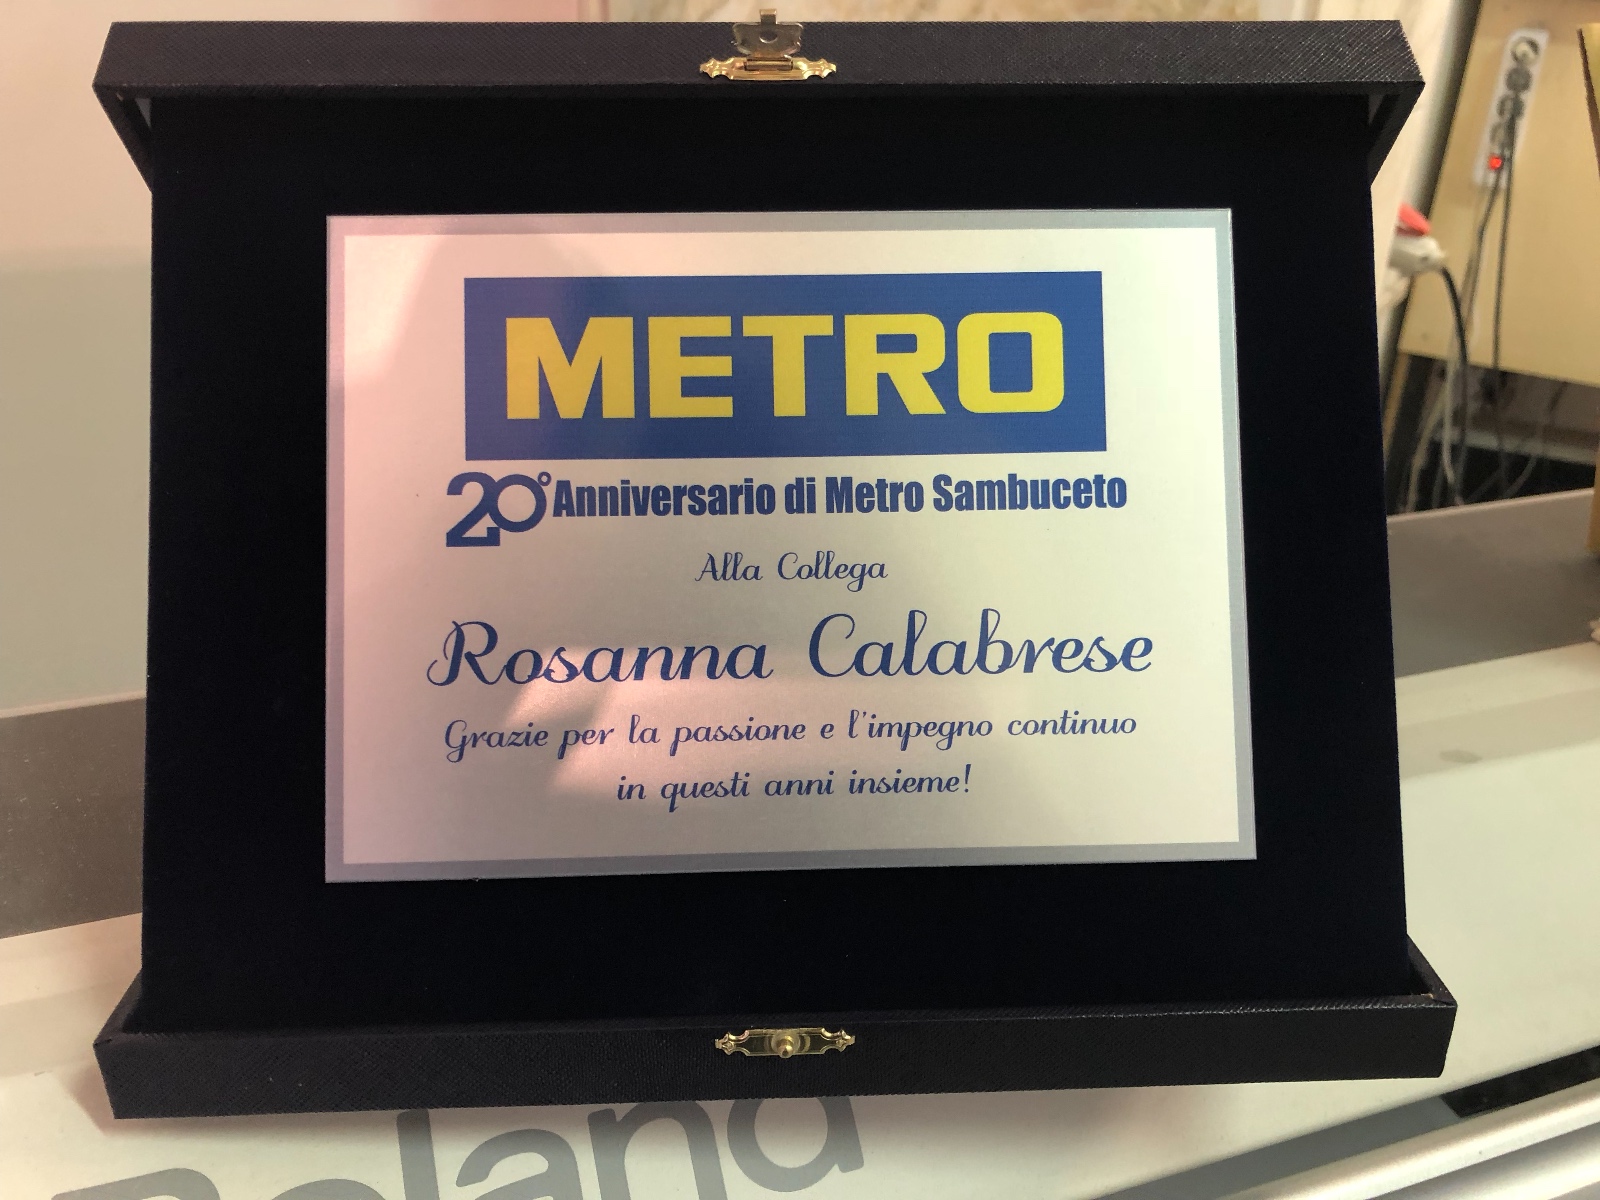 METRO
20° Anniversario di Metro Sambuceto
Alla Collega
Rosanna Calabrese
Grazie per la passione e l'impegno continuo
in questi anni insieme!
Roland